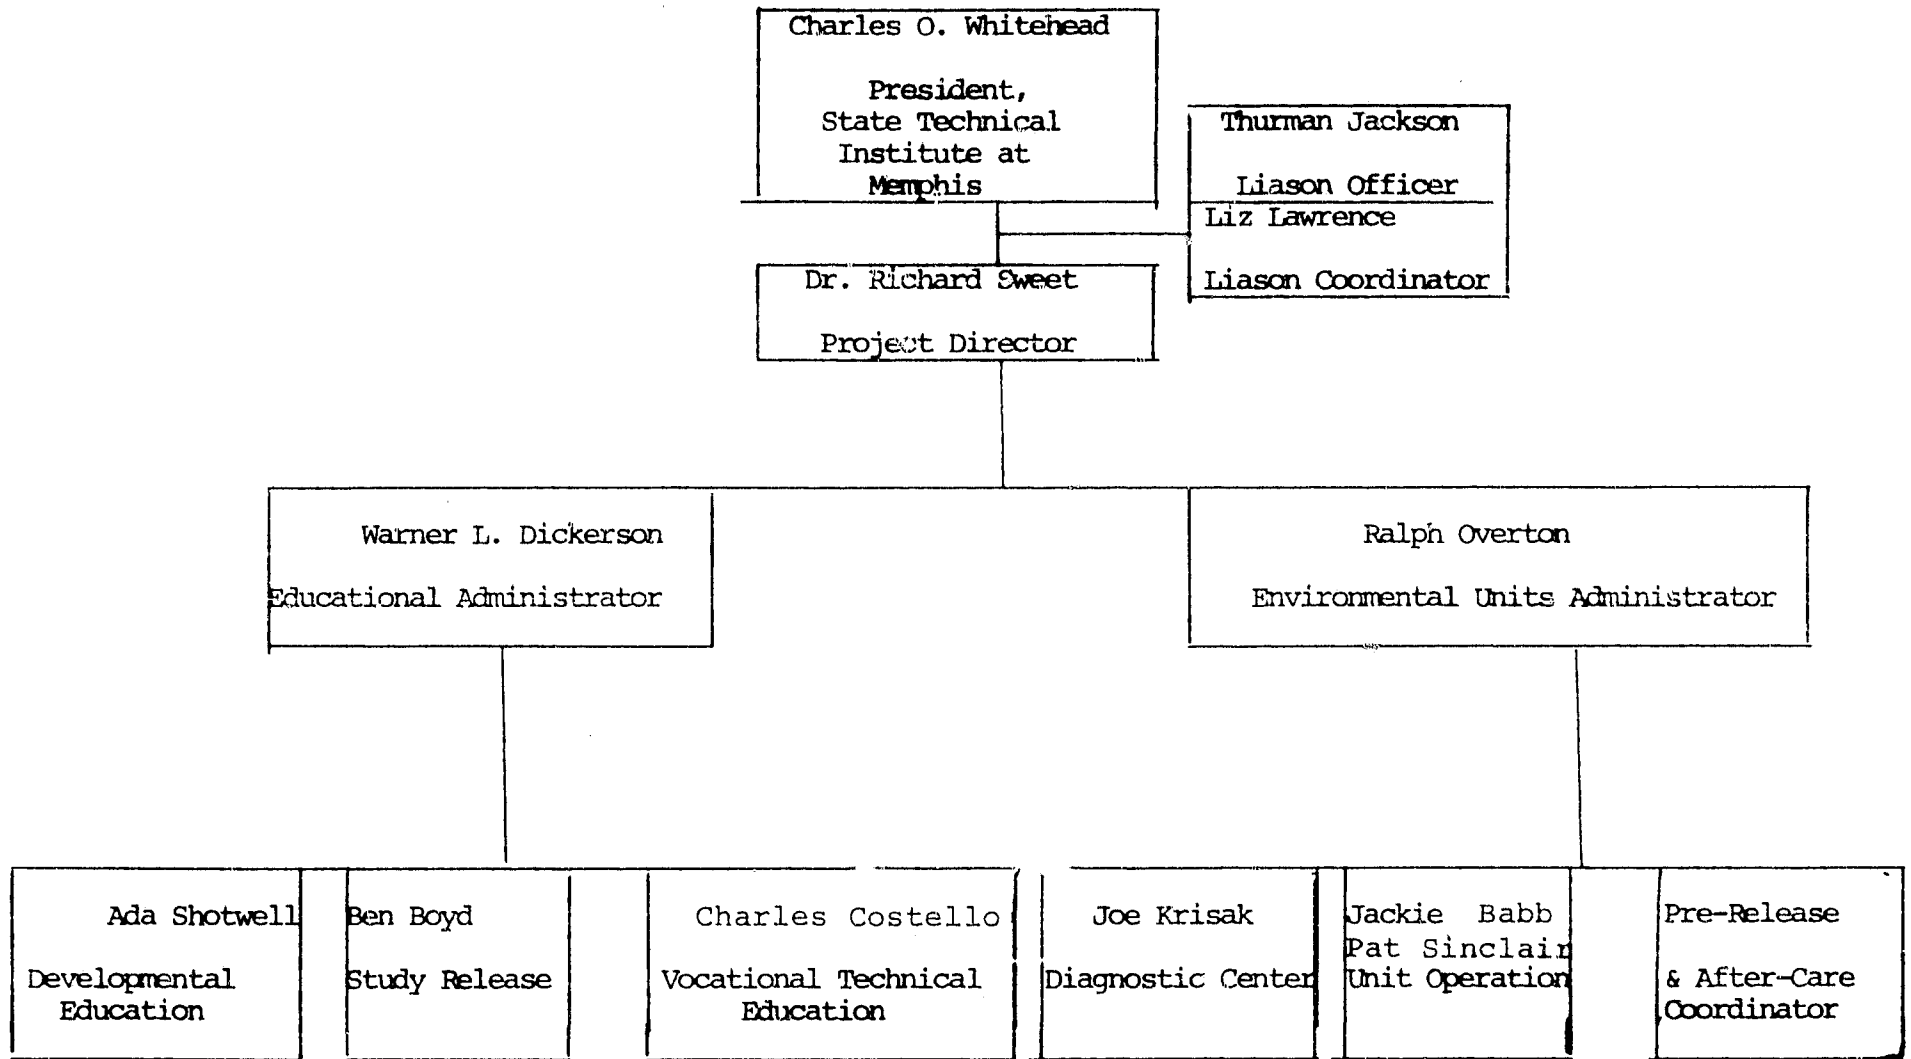 Charles O. Whitehead
President,
State Technical
Institute at
Memphis
Thurman Jackson
Liason Officer
Liz Lawrence
Liason Coordinator
Dr. Richard Sweet
Project Director
Warner L. Dickerson
Educational Administrator
Ralph Overton
Environmental Units Administrator
Ada Shotwell
Developmental
Education
Ben Boyd
Study Release
Charles Costello
Vocational Technical
Education
Joe Krisak
Diagnostic Center
Jackie Babb
Pat Sinclair
Unit Operation
Pre-Release
& After-Care
Coordinator